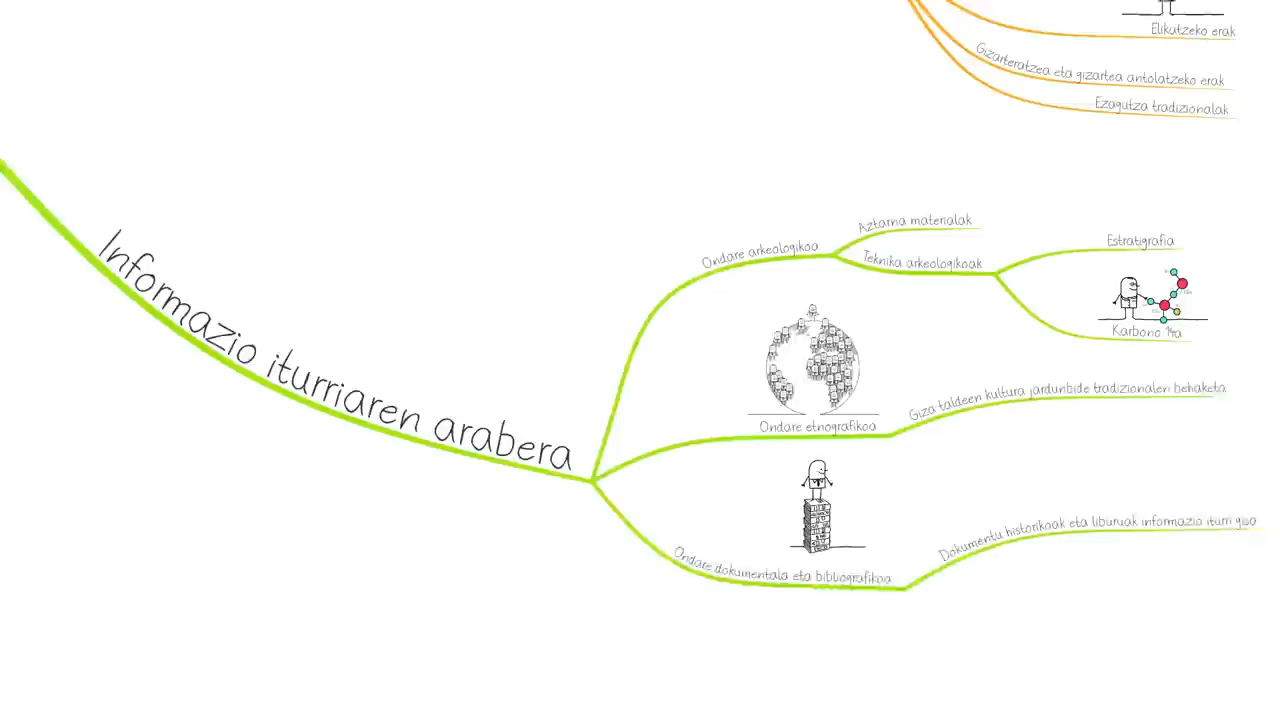 Elikatzeko erak
Gizarteratzea eta gizartea antolatzeko erak
Ezagutza tradizionalak
Informazio iturriaren arabera
Ondare arkeologikoa
Aztarna materialak
Teknika arkeologikoak
Estratigrafia
Karbono 14a
Ondare etnografikoa
Giza taldeen kultura jardunbide tradizionalen behaketa
Ondare dokumentala eta bibliografikoa
Dokumentu historikoak eta liburuak informazio iturri gisa